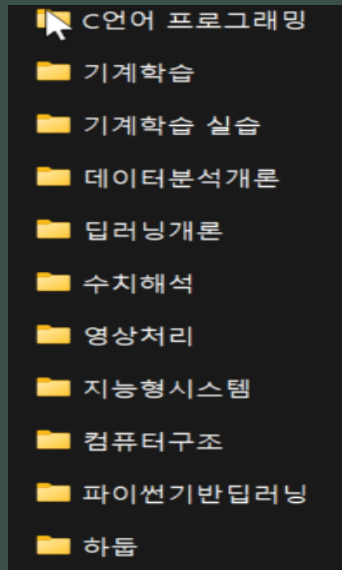 C언어 프로그래밍
기계학습
기계학습 실습
데이터분석개론
딥러닝개론
수치해석
영상처리
지능형시스템
컴퓨터구조
파이썬기반딥러닝
하둡